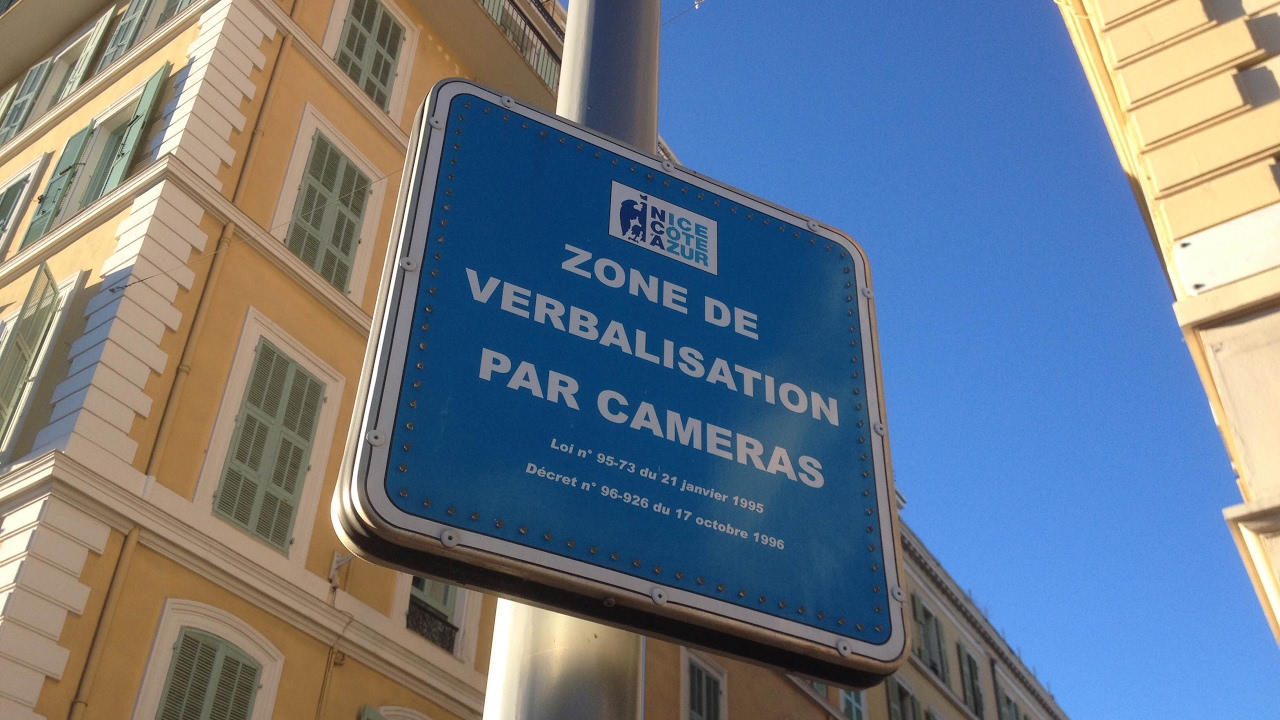 NICE
CÔTE
AZUR
ZONE DE
VERBALISATION
PAR CAMERAS
Loi n° 95-73 du 21 janvier 1995
Décret n° 96-926 du 17 octobre 1996